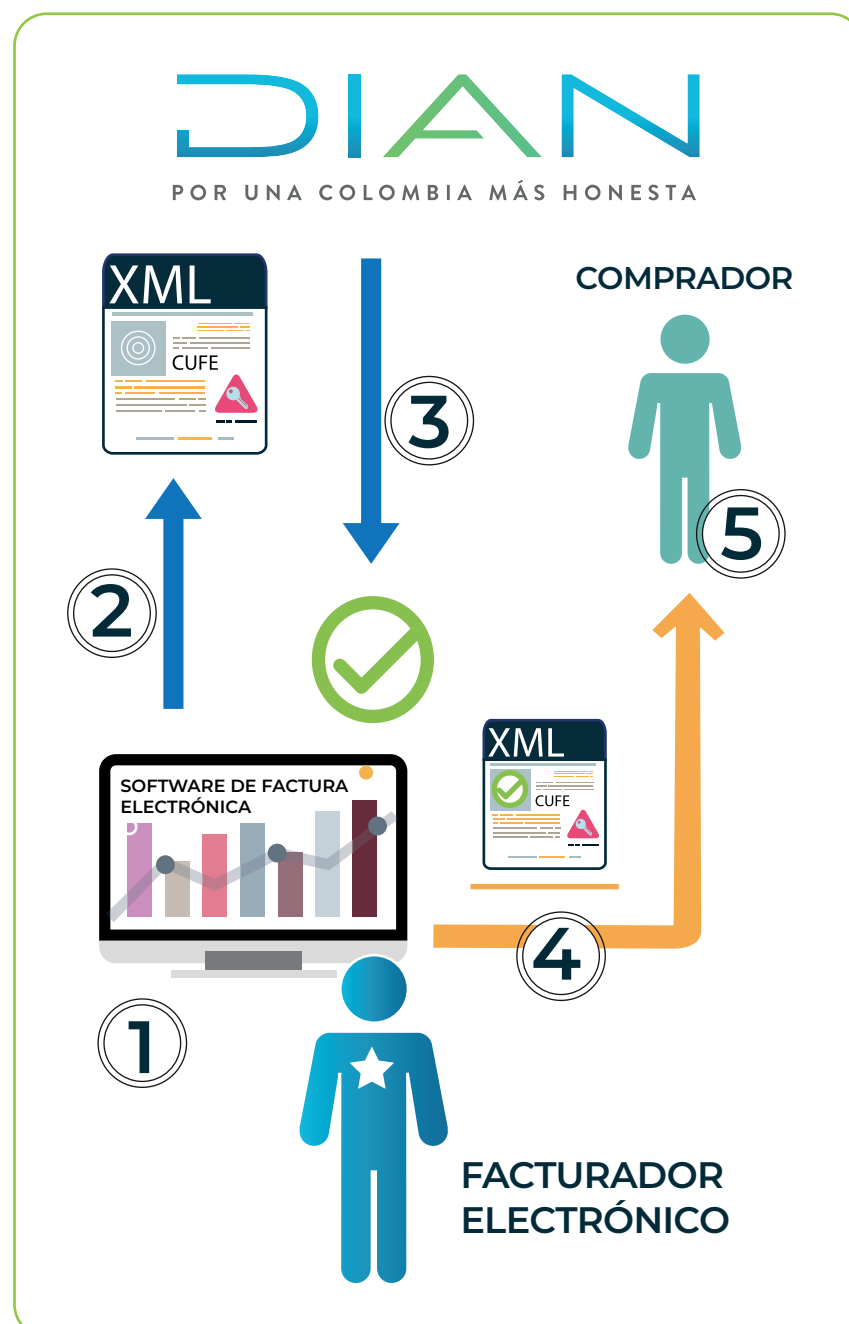 DIAN
POR UNA COLOMBIA MÁS HONESTA
XML
CUFE
COMPRADOR
3
5
2
SOFTWARE DE FACTURA
ELECTRÓNICA
XML
CUFE
4
1
FACTURADOR
ELECTRÓNICO